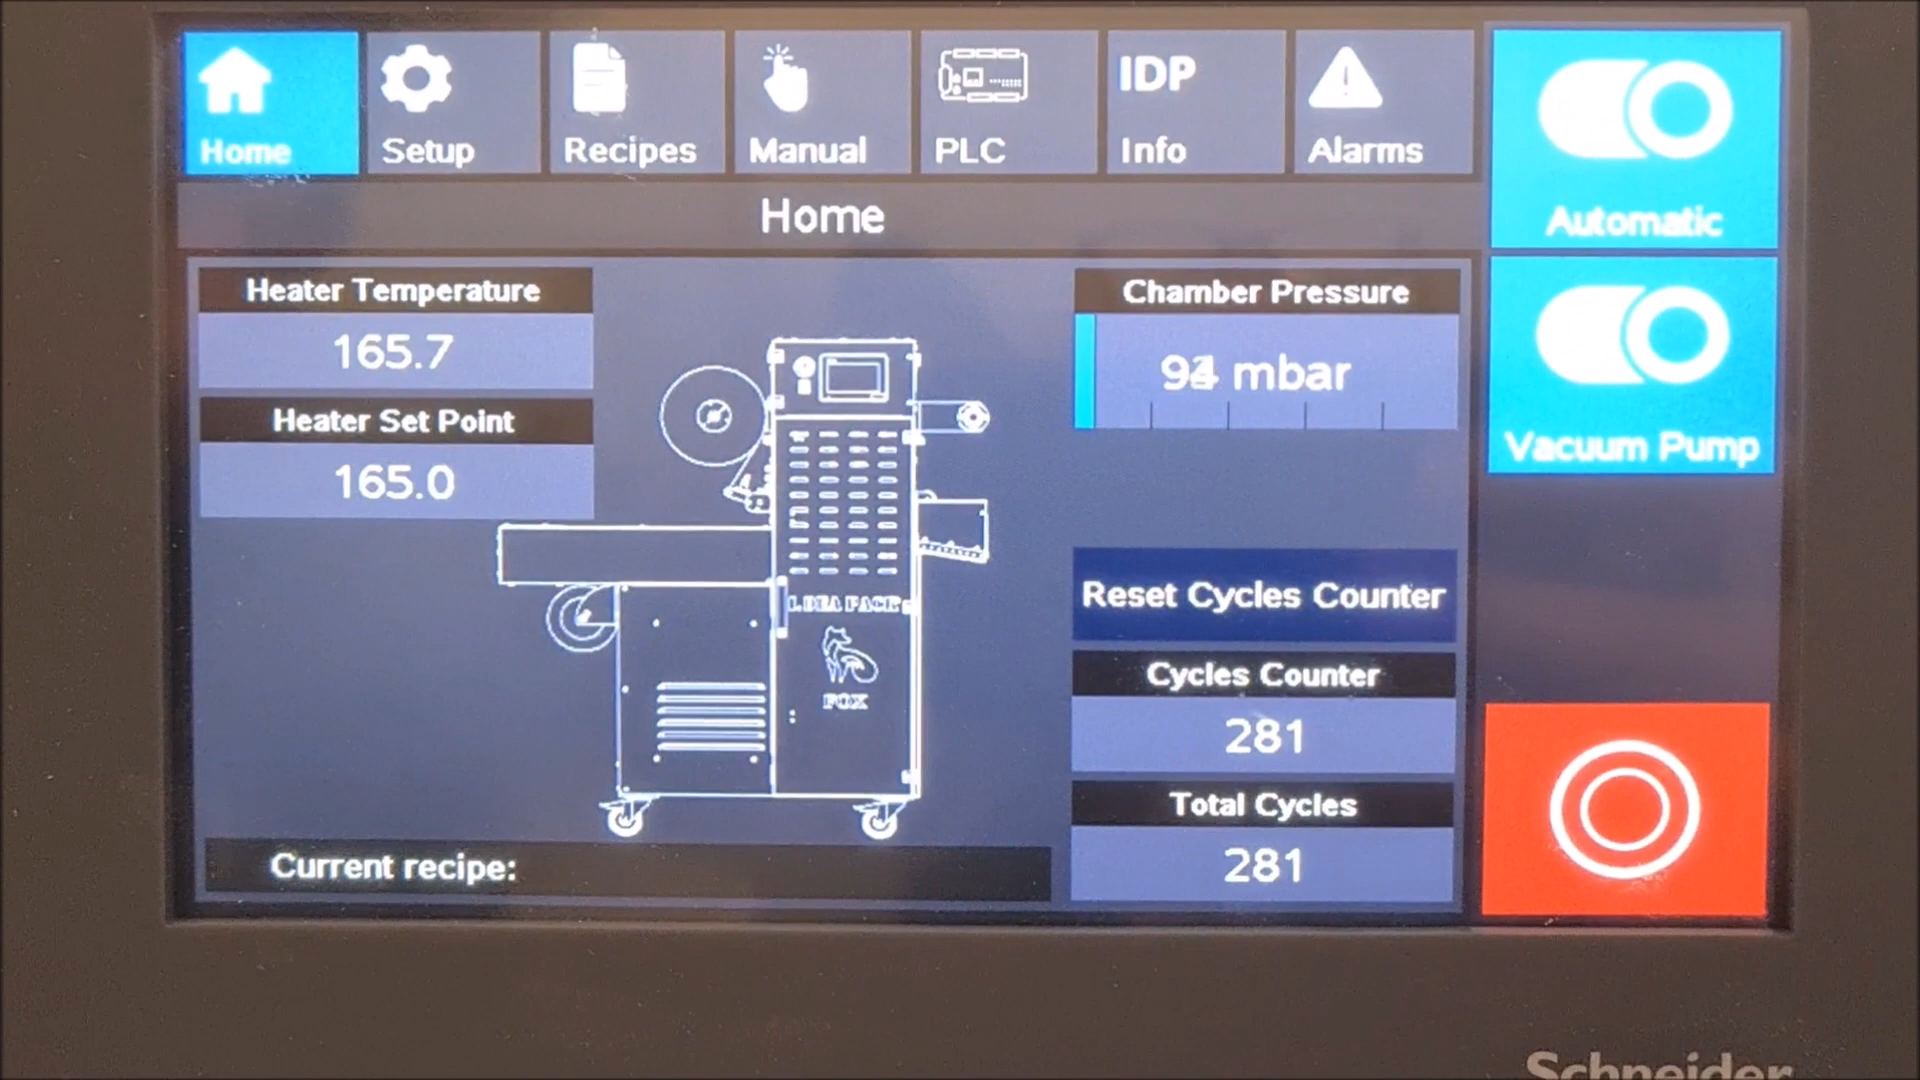 Home
Setup
Recipes
Manual
PLC
IDP
Info
Alarms
Automatic
Home
Heater Temperature
165.7
Heater Set Point
165.0
Chamber Pressure
mbar
Vacuum Pump
FOX
Reset Cycles Counter
Cycles Counter
281
Total Cycles
281
Current recipe:
Schneider